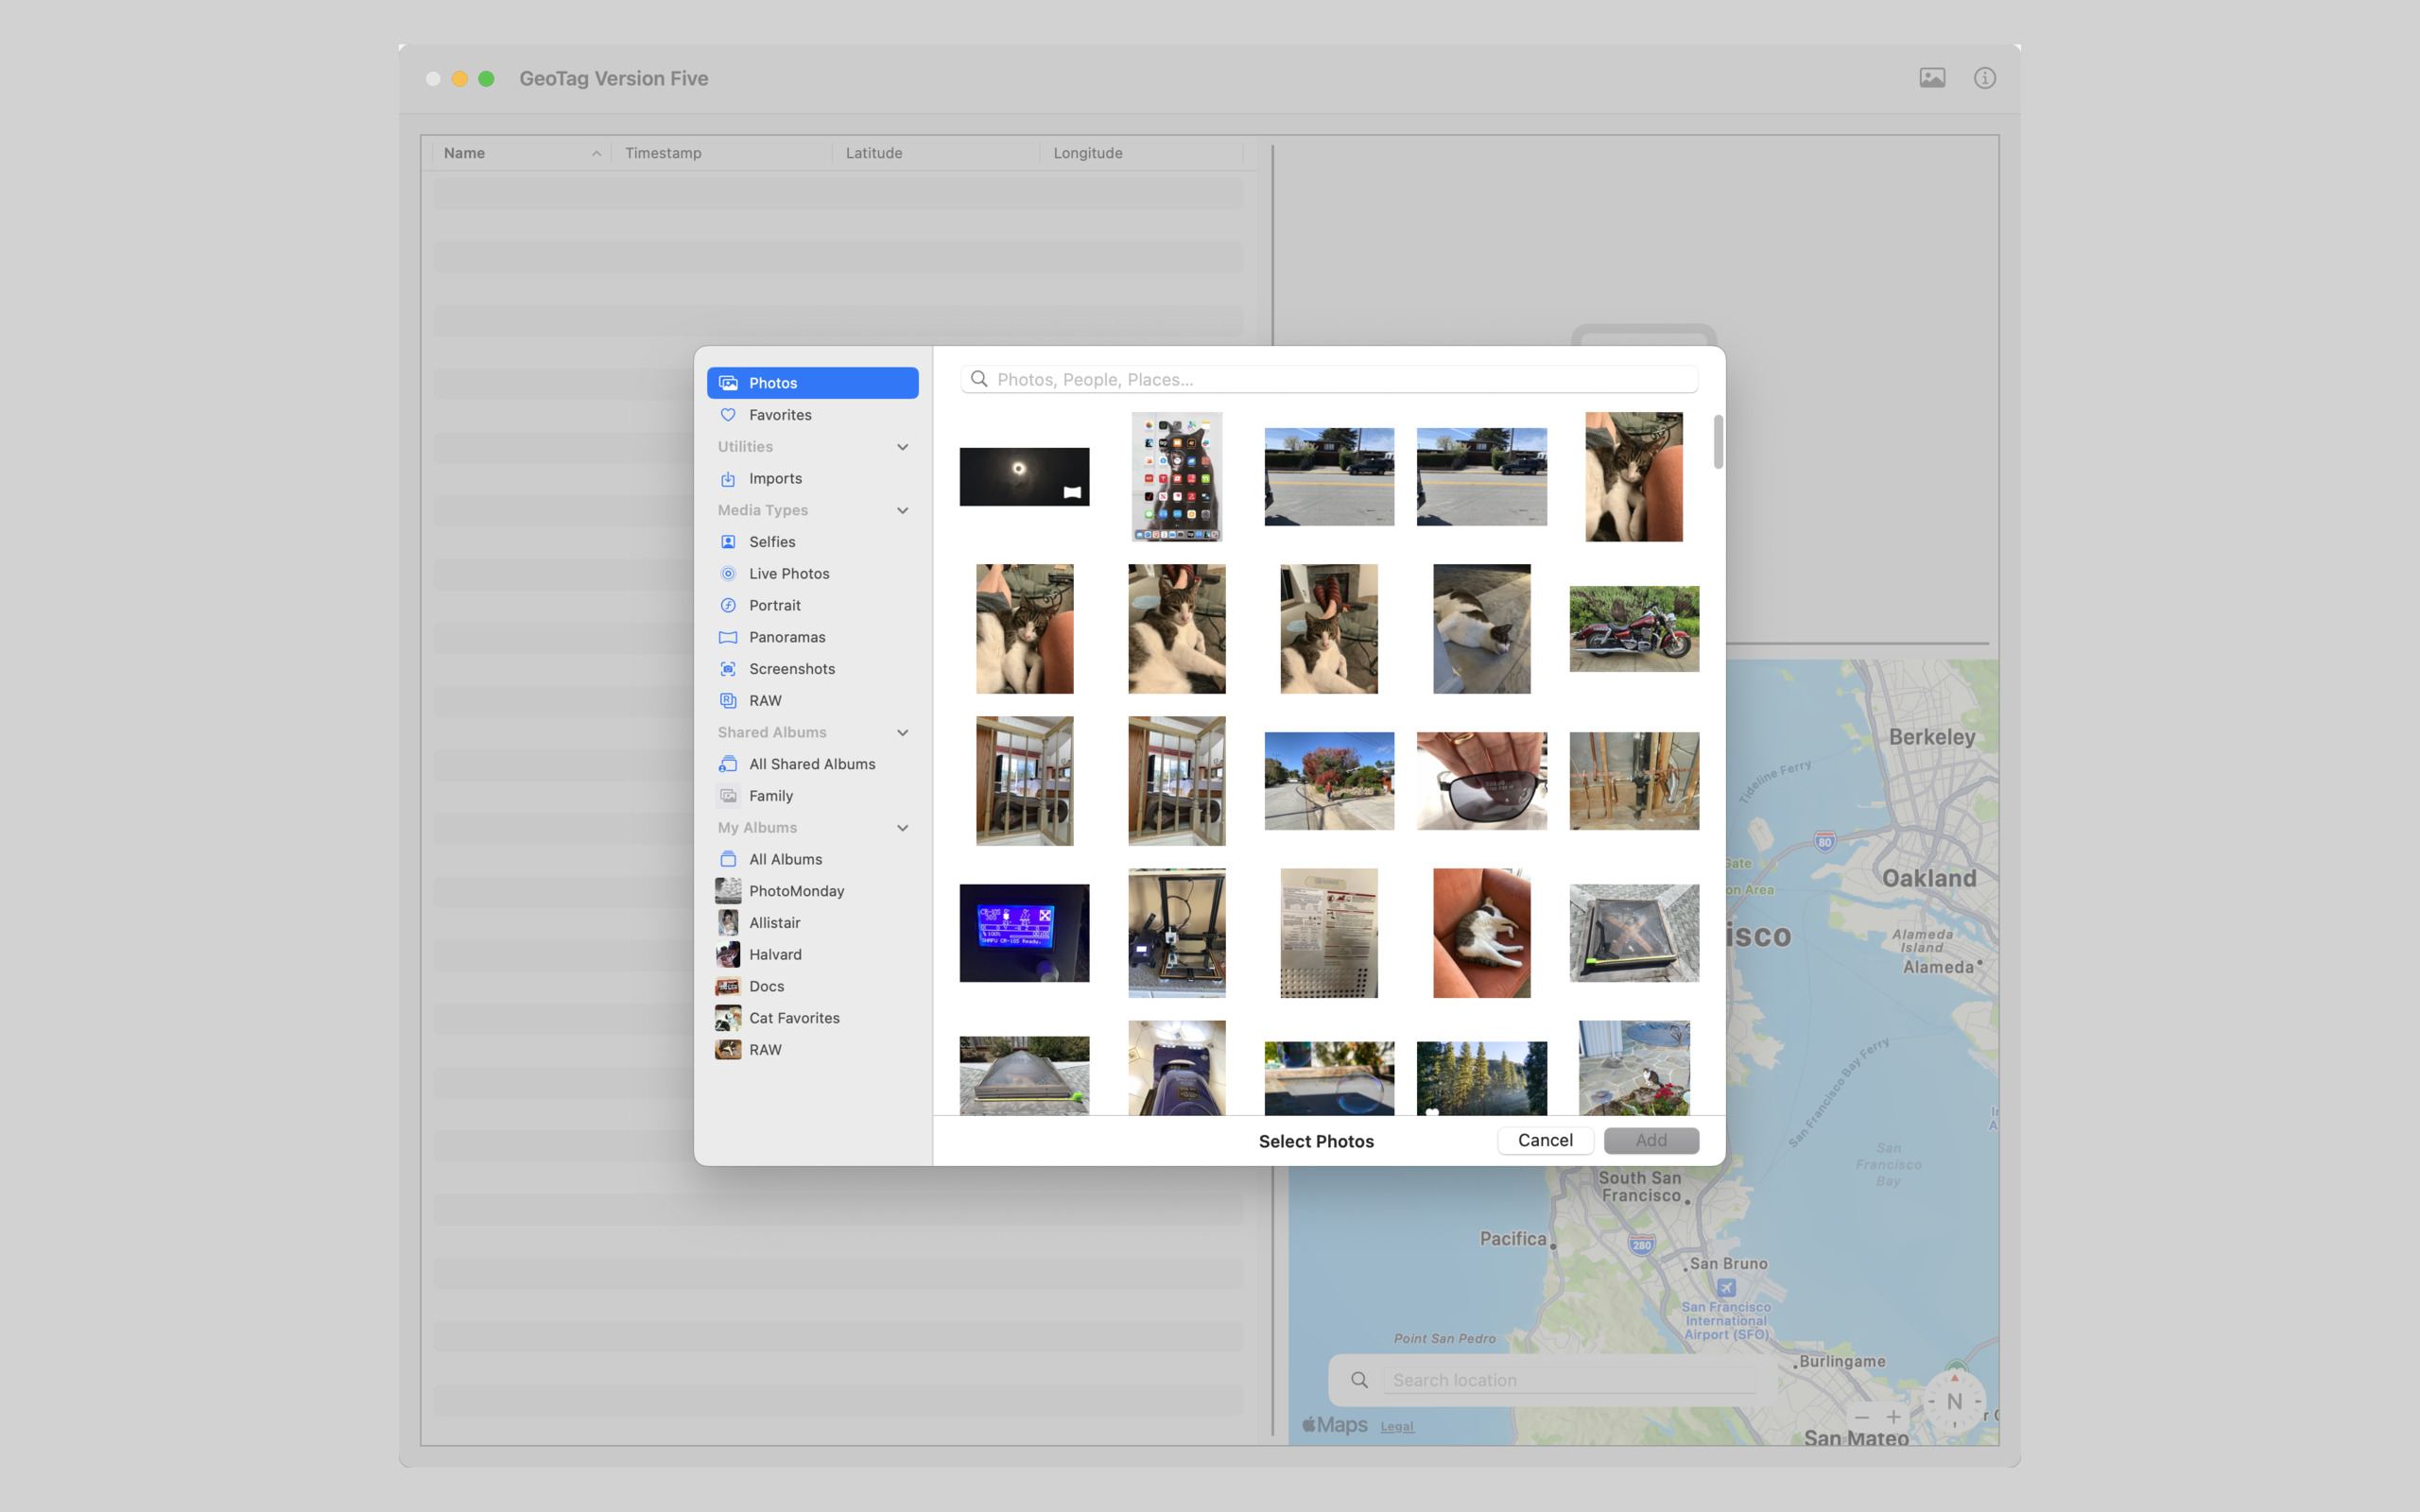 GeoTag Version Five
Name
Timestamp
Latitude
Longitude
Photos
Favorites
Utilities
Imports
Media Types
Selfies
Live Photos
Portrait
Panoramas
Screenshots
RAW
Shared Albums
All Shared Albums
Family
My Albums
All Albums
PhotoMonday
Allistair
Halvard
Docs
Cat Favorites
RAW
Photos, People, Places...
Select Photos
Cancel
Add
Berkeley
Tideline Ferry
80
Gate
on Area
Oakland
isco
Alameda
Island
Alameda
San Francisco Bay Ferry
San
Francisco
Bay
South San
Francisco
Pacifica
280
San Bruno
San Francisco
International
Airport (SFO)
Point San Pedro
Burlingame
Search location
N
Maps
Legal
San Mateo